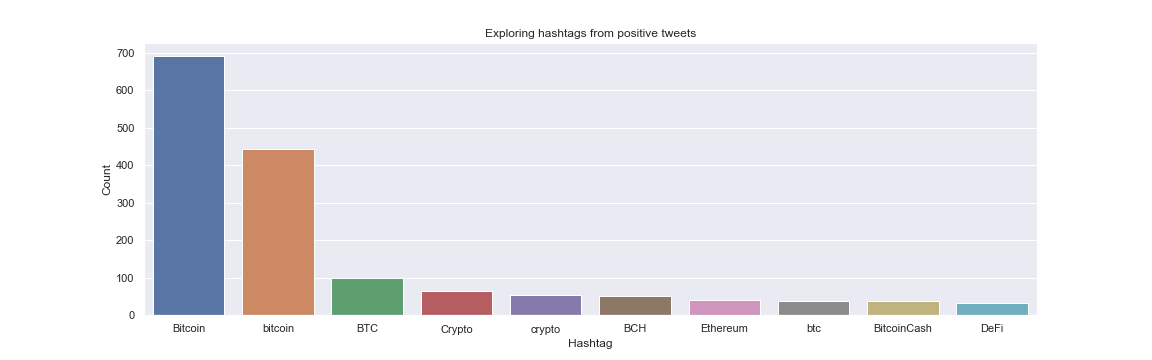 Exploring hashtags from positive tweets
700
600
500
400
300
200
100
0
Count
Bitcoin
bitcoin
BTC
Crypto
crypto
BCH
Ethereum
btc
BitcoinCash
DeFi
Hashtag